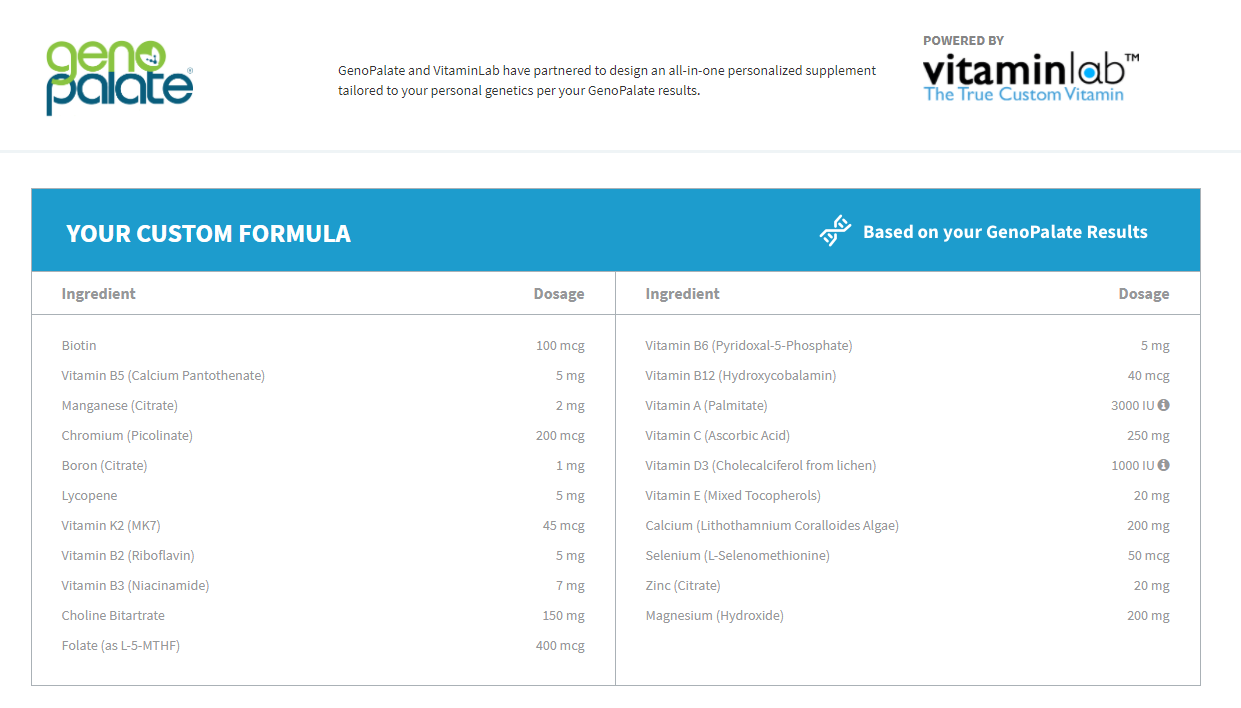 geno
palate®
GenoPalate and VitaminLab have partnered to design an all-in-one personalized supplement
tailored to your personal genetics per your GenoPalate results.
POWERED BY
vitaminlab™
The True Custom Vitamin
YOUR CUSTOM FORMULA
Based on your GenoPalate Results
Ingredient Dosage
Biotin 100 mcg
Vitamin B5 (Calcium Pantothenate) 5 mg
Manganese (Citrate) 2 mg
Chromium (Picolinate) 200 mcg
Boron (Citrate) 1 mg
Lycopene 5 mg
Vitamin K2 (MK7) 45 mcg
Vitamin B2 (Riboflavin) 5 mg
Vitamin B3 (Niacinamide) 7 mg
Choline Bitartrate 150 mg
Folate (as L-5-MTHF) 400 mcg
Ingredient Dosage
Vitamin B6 (Pyridoxal-5-Phosphate) 5 mg
Vitamin B12 (Hydroxycobalamin) 40 mcg
Vitamin A (Palmitate) 3000 IU
Vitamin C (Ascorbic Acid) 250 mg
Vitamin D3 (Cholecalciferol from lichen) 1000 IU
Vitamin E (Mixed Tocopherols) 20 mg
Calcium (Lithothamnium Coralloides Algae) 200 mg
Selenium (L-Selenomethionine) 50 mcg
Zinc (Citrate) 20 mg
Magnesium (Hydroxide) 200 mg